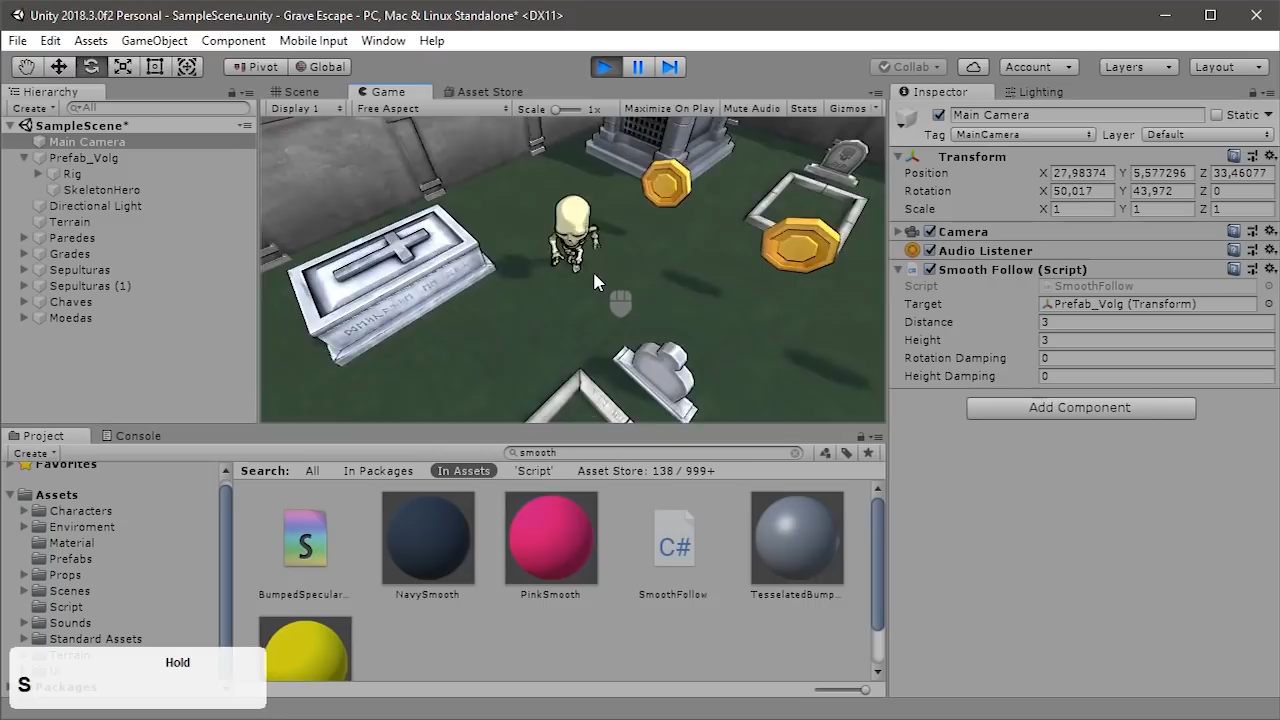 Unity 2018.3.0f2 Personal - SampleScene.unity - Grave Escape - PC, Mac & Linux Standalone* <DX11>
File Edit Assets GameObject Component Mobile Input Window Help
Pivot Global Collab Account Layers Layout
Hierarchy
Create All
SampleScene*
Main Camera
Prefab_Volg
Rig
SkeletonHero
Directional Light
Terrain
Paredes
Grades
Sepulturas
Sepulturas (1)
Chaves
Moedas
Scene Game Asset Store
Display 1 Free Aspect Scale 1x Maximize On Play Mute Audio Stats Gizmos
Inspector Lighting
Main Camera Static
Tag MainCamera Layer Default
Transform
Position X 27,98374 Y 5,577296 Z 33,46077
Rotation X 50,017 Y 43,972 Z 0
Scale X 1 Y 1 Z 1
Camera
Audio Listener
Smooth Follow (Script)
Script SmoothFollow
Target Prefab_Volg (Transform)
Distance 3
Height 3
Rotation Damping 0
Height Damping 0
Add Component
Project Console
Create smooth
Favorites
Assets
Characters
Enviroment
Material
Prefabs
Props
Scenes
Script
Sounds
Standard Assets
Terrain
Packages
Search: All In Packages In Assets 'Script' Asset Store: 138 / 999+
S
C#
BumpedSpecular... NavySmooth PinkSmooth SmoothFollow TesselatedBump...
Hold
S